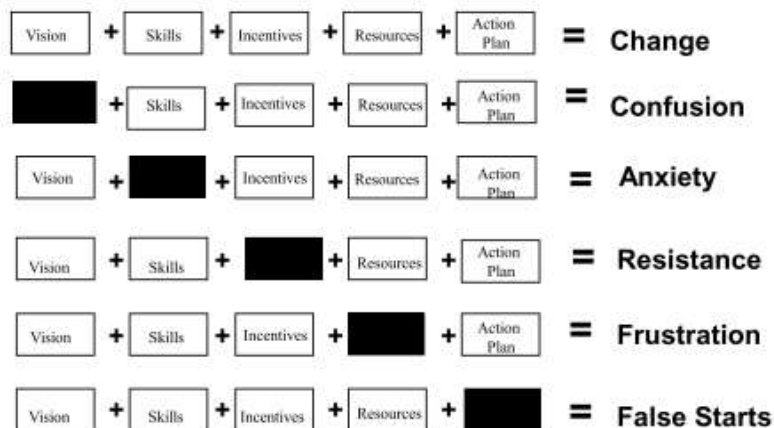 Vision + Skills + Incentives + Resources + Action Plan = Change
+ Skills + Incentives + Resources + Action Plan = Confusion
Vision + + Incentives + Resources + Action Plan = Anxiety
Vision + Skills + + Resources + Action Plan = Resistance
Vision + Skills + Incentives + + Action Plan = Frustration
Vision + Skills + Incentives + Resources + = False Starts